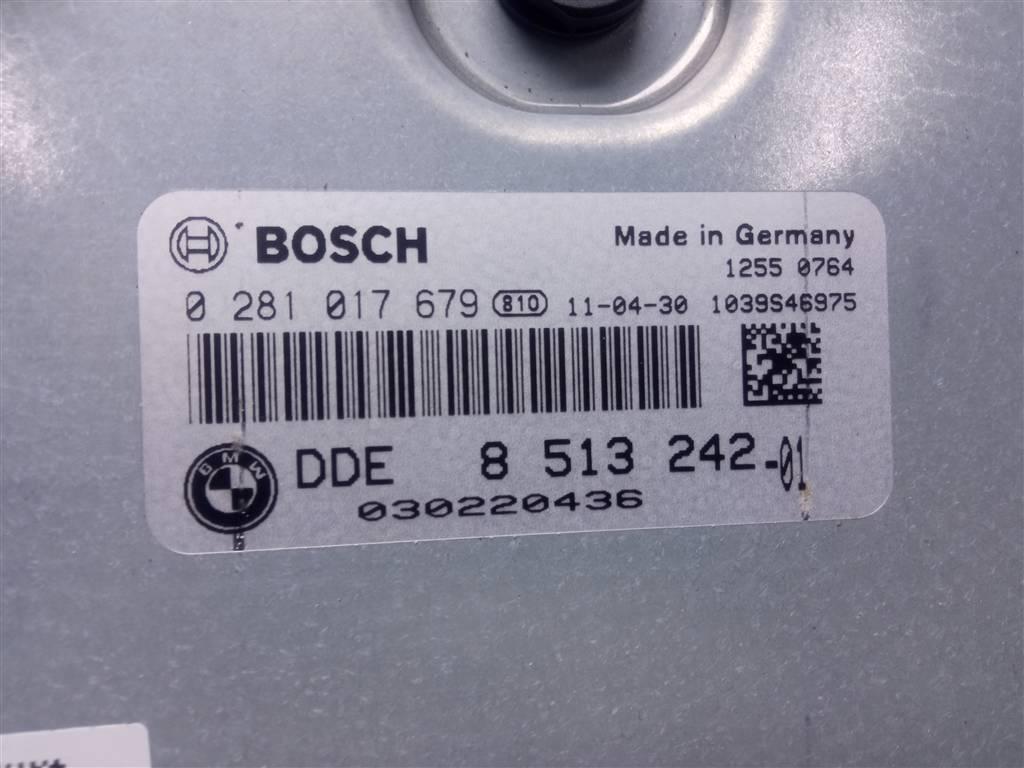 BOSCH
Made in Germany
1255 0764
0 281 017 679 810 11-04-30 1039S46975
BMW
DDE 8 513 242-01
030220436